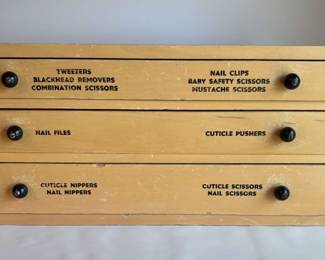 TWEEZERS
BLACKHEAD REMOVERS
COMBINATION SCISSORS
NAIL CLIPS
BABY SAFETY SCISSORS
MUSTACHE SCISSORS
NAIL FILES
CUTICLE PUSHERS
CUTICLE NIPPERS
NAIL NIPPERS
CUTICLE SCISSORS
NAIL SCISSORS